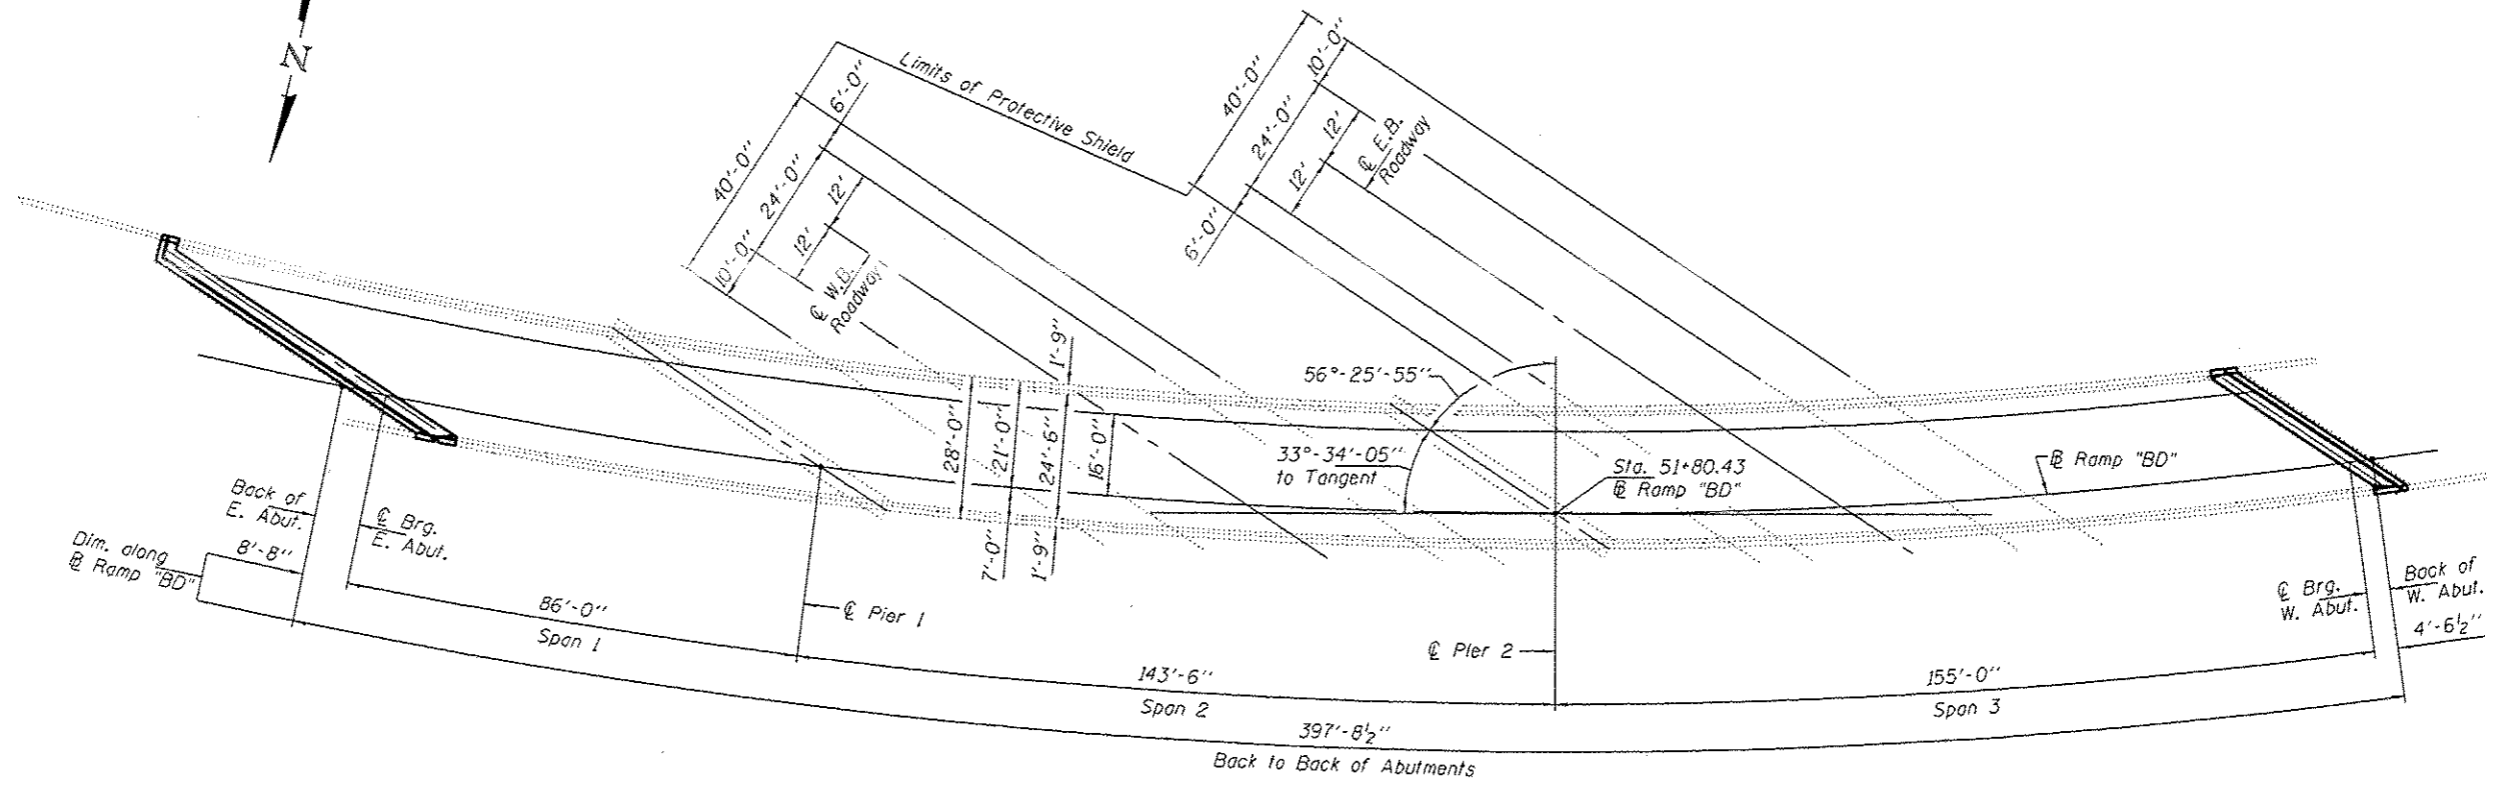 N
Limits of Protective Shield
40'-0"
6'-0"
24'-0"
12'
10'-0"
12'
℄ W.B.
Roadway
40'-0"
10'-0"
24'-0"
12'
12'
6'-0"
℄ E.B.
Roadway
1'-9"
28'-0"
21'-0"
24'-6"
16'-0"
7'-0"
1'-9"
56°-25'-55"
33°-34'-05"
to Tangent
Sta. 51+80.43
℔ Ramp "BD"
℔ Ramp "BD"
Back of
E. Abut.
℄ Brg.
E. Abut.
Dim. along
℔ Ramp "BD"
8'-8"
86'-0"
Span 1
℄ Pier 1
143'-6"
Span 2
℄ Pier 2
155'-0"
Span 3
℄ Brg.
W. Abut.
Back of
W. Abut.
4'-6½"
397'-8½"
Back to Back of Abutments